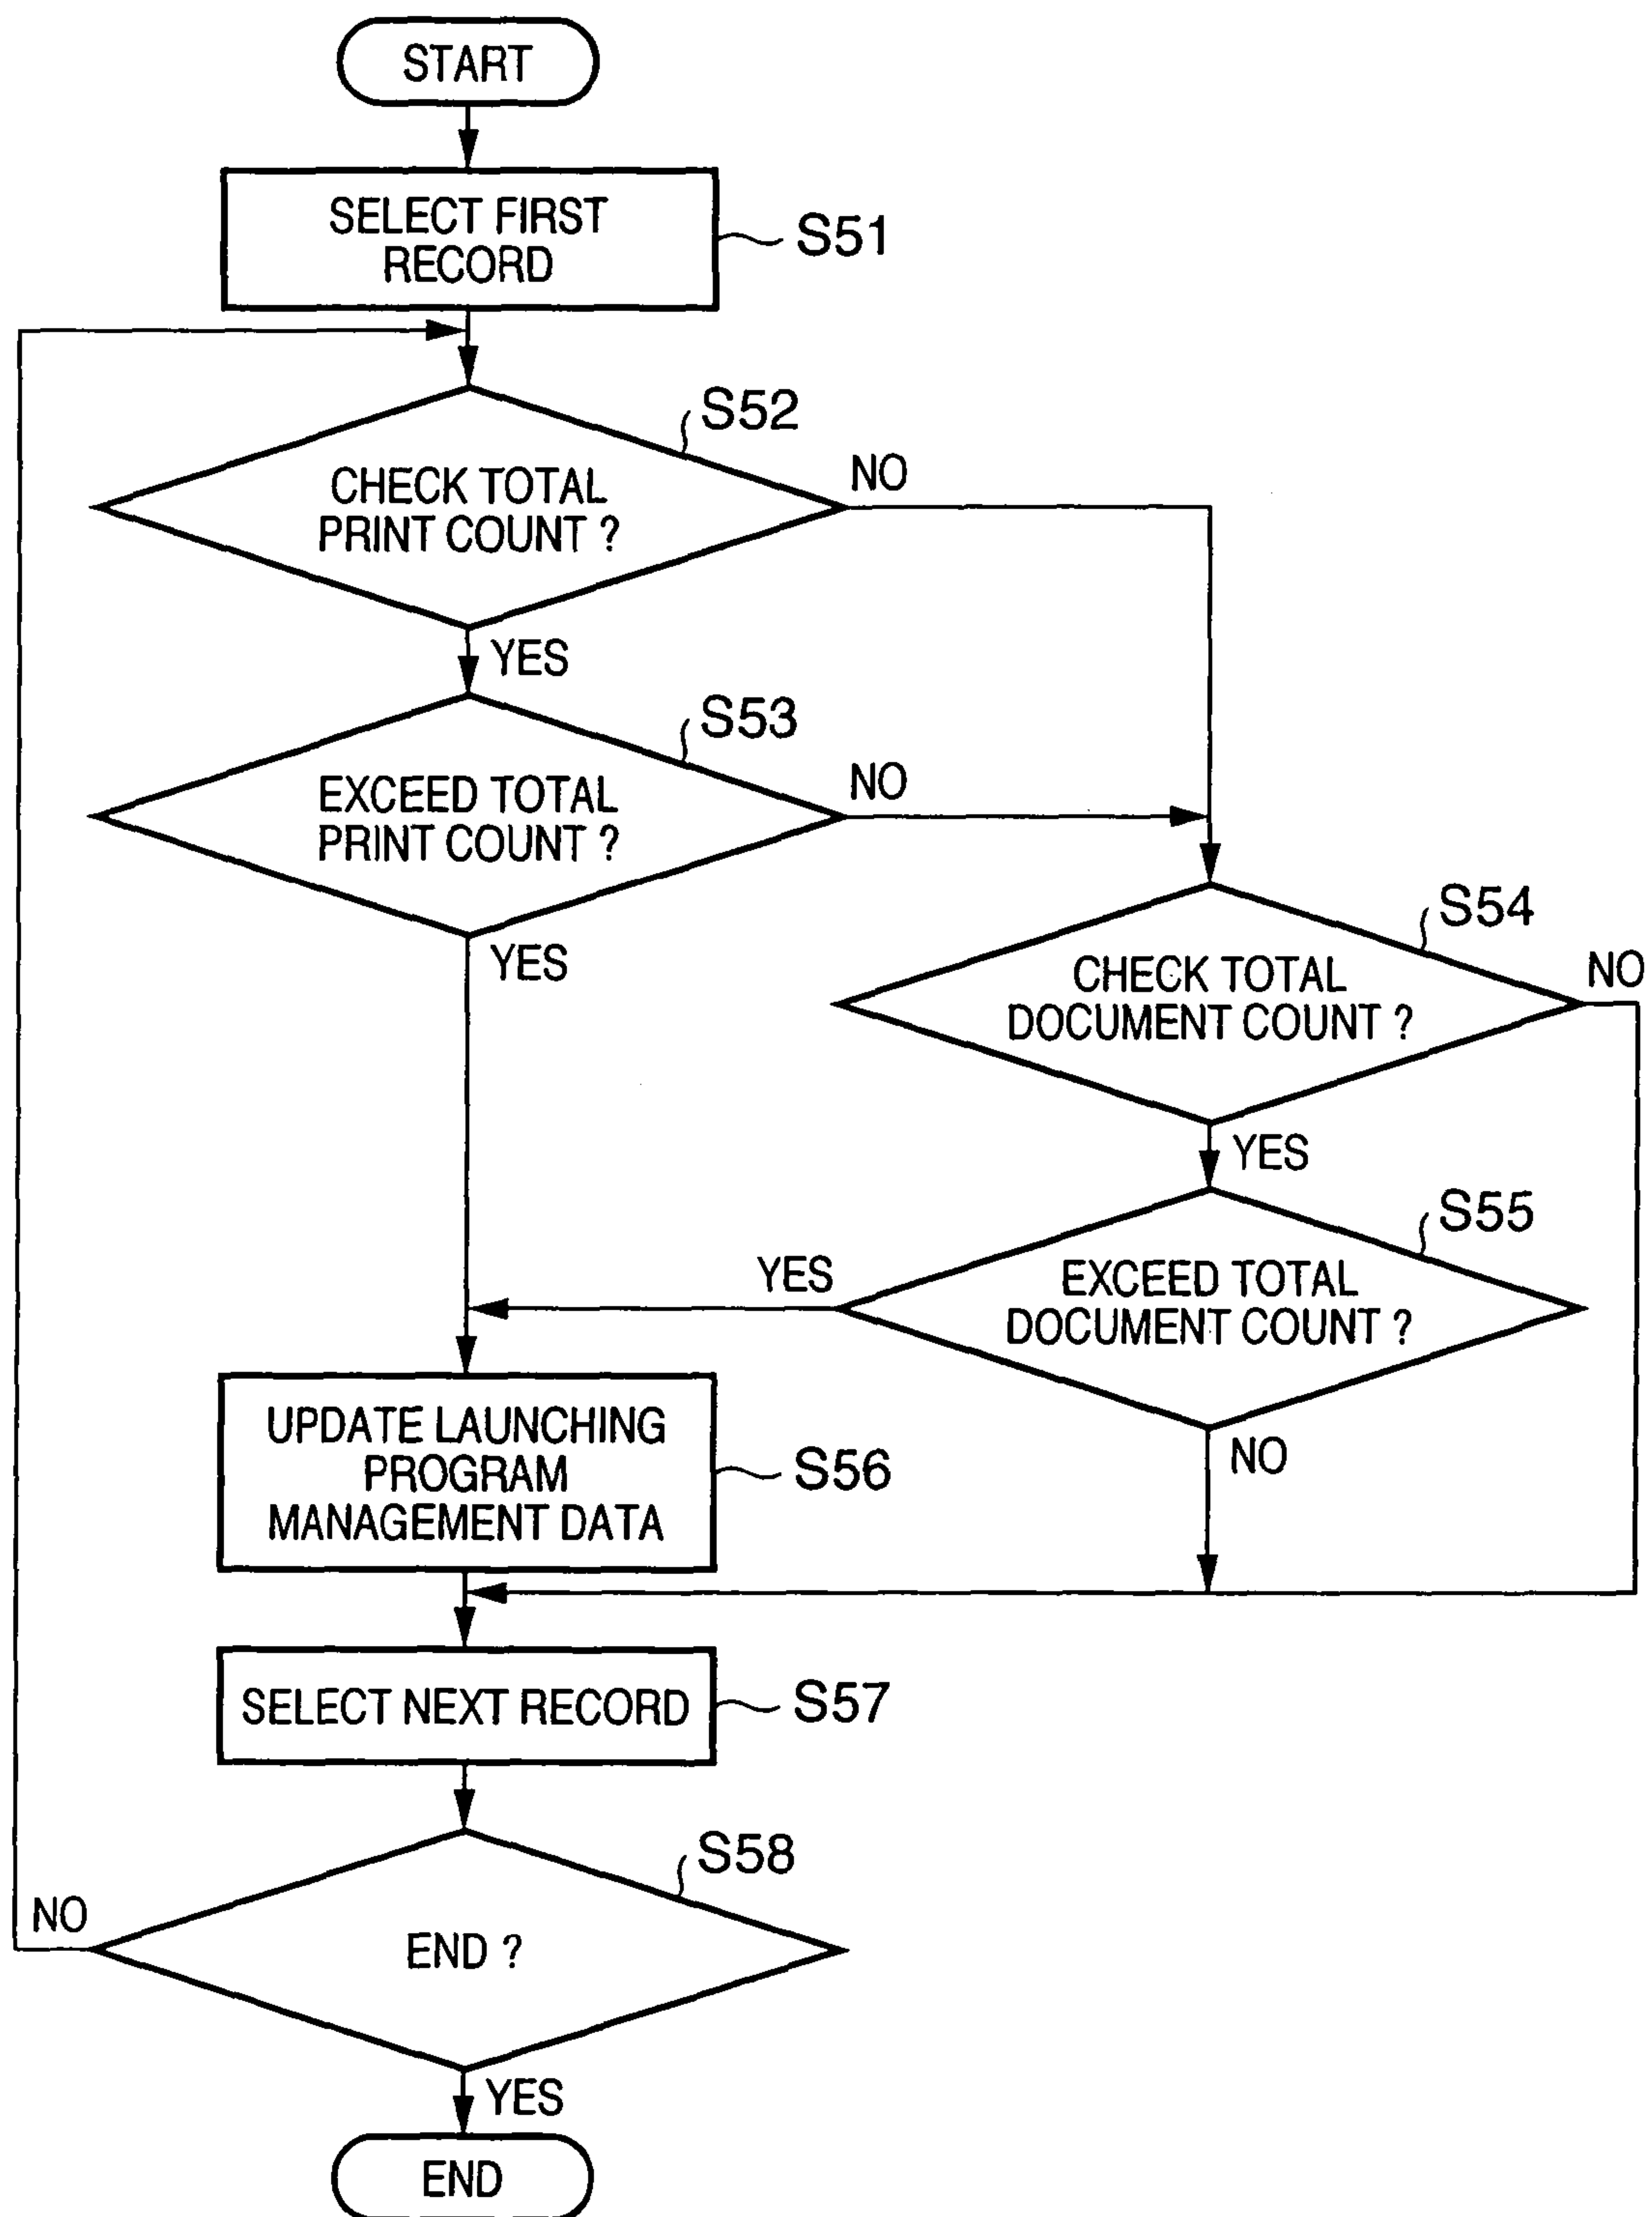 START
SELECT FIRST
RECORD
S51
S52
CHECK TOTAL
PRINT COUNT ?
NO
YES
S53
EXCEED TOTAL
PRINT COUNT ?
NO
YES
S54
CHECK TOTAL
DOCUMENT COUNT ?
NO
YES
S55
EXCEED TOTAL
DOCUMENT COUNT ?
YES
NO
UPDATE LAUNCHING
PROGRAM
MANAGEMENT DATA
S56
SELECT NEXT RECORD
S57
S58
END ?
NO
YES
END